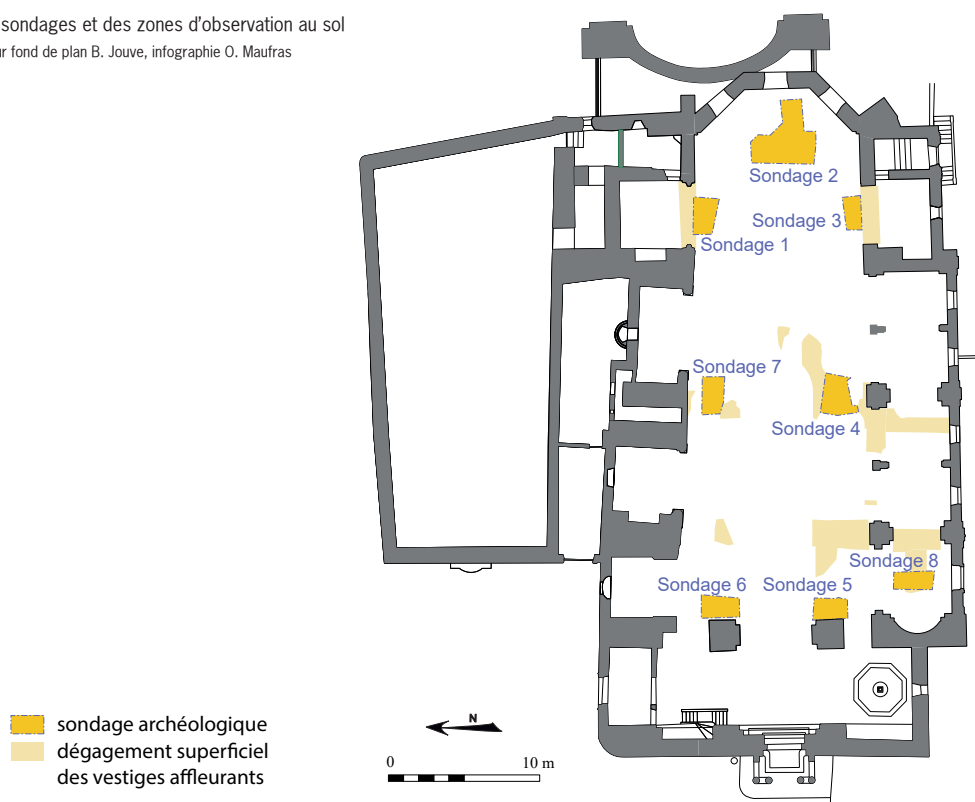 sondages et des zones d'observation au sol
fond de plan B. Jouve, infographie O. Maufras
Sondage 2
Sondage 3
Sondage 1
Sondage 7
Sondage 4
Sondage 8
Sondage 6
Sondage 5
sondage archéologique
dégagement superficiel
des vestiges affleurants
N
0 10 m